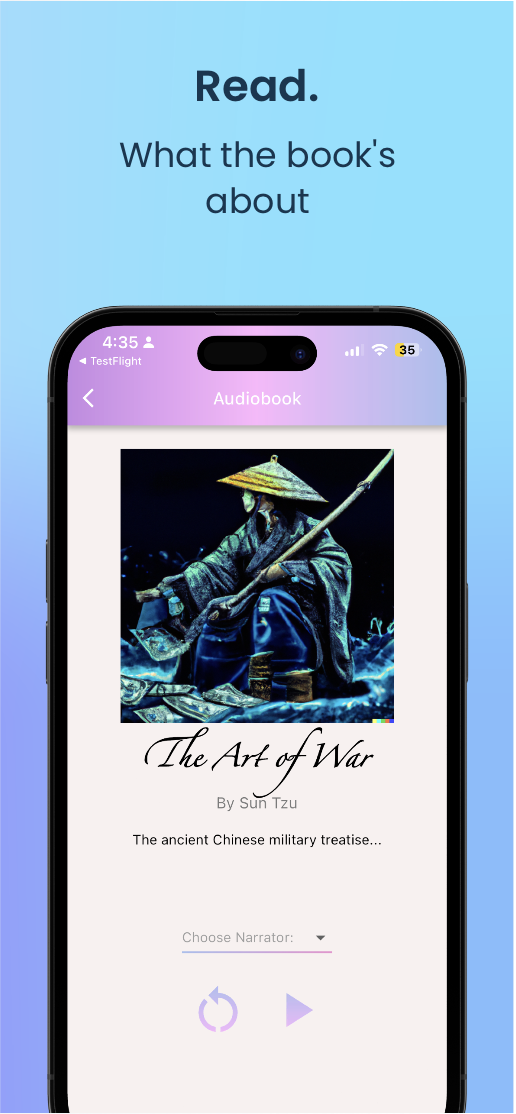 Read.
What the book's
about
4:35
◀ TestFlight
35
Audiobook
The Art of War
By Sun Tzu
The ancient Chinese military treatise...
Choose Narrator: